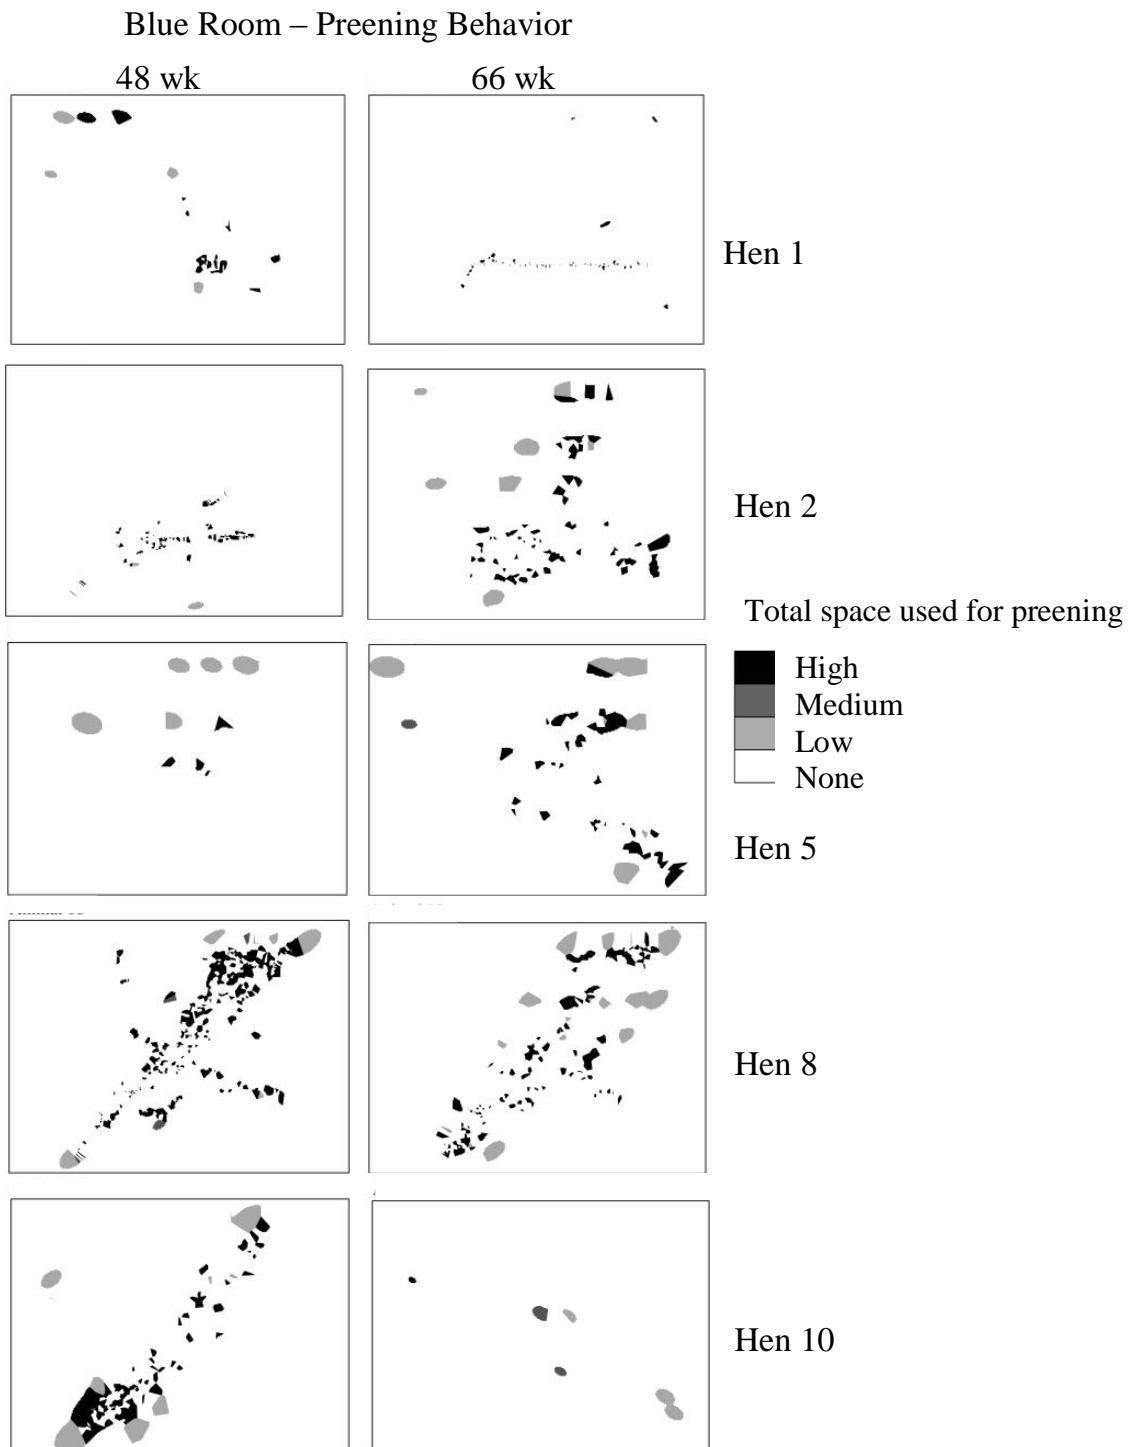 Blue Room – Preening Behavior
48 wk
66 wk
Hen 1
Hen 2
Total space used for preening
High
Medium
Low
None
Hen 5
Hen 8
Hen 10